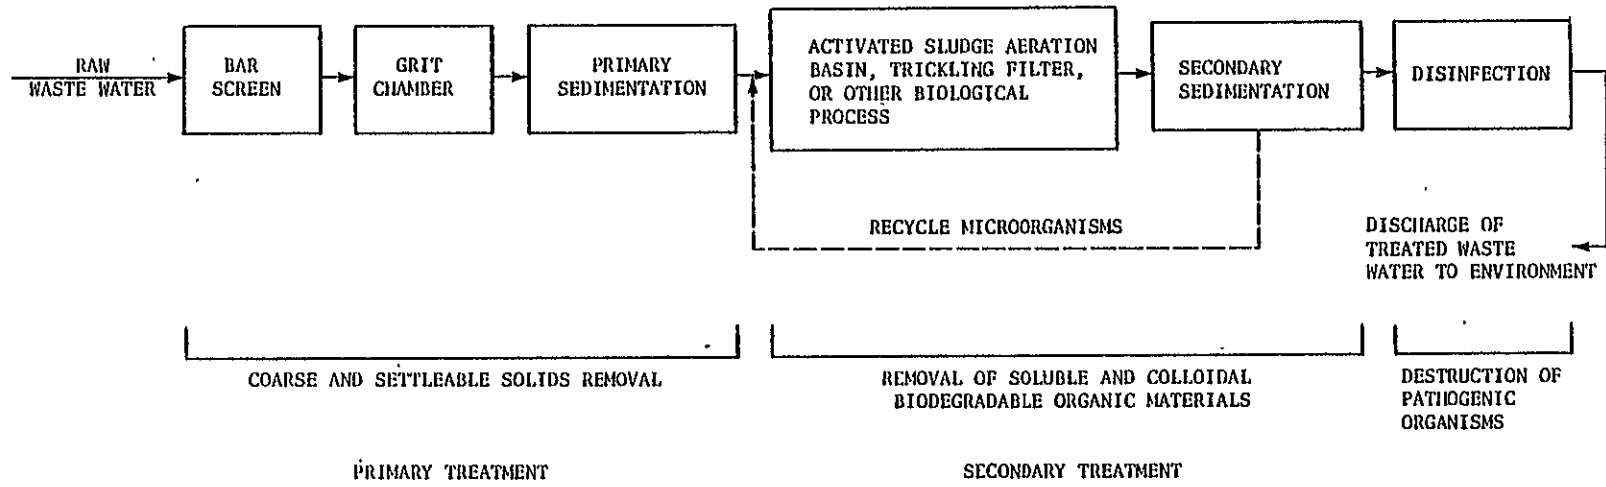 RAW
WASTE WATER
BAR
SCREEN
GRIT
CHAMBER
PRIMARY
SEDIMENTATION
ACTIVATED SLUDGE AERATION
BASIN, TRICKLING FILTER,
OR OTHER BIOLOGICAL
PROCESS
SECONDARY
SEDIMENTATION
DISINFECTION
RECYCLE MICROORGANISMS
DISCHARGE OF
TREATED WASTE
WATER TO ENVIRONMENT
COARSE AND SETTLEABLE SOLIDS REMOVAL
REMOVAL OF SOLUBLE AND COLLOIDAL
BIODEGRADABLE ORGANIC MATERIALS
DESTRUCTION OF
PATHOGENIC
ORGANISMS
PRIMARY TREATMENT
SECONDARY TREATMENT